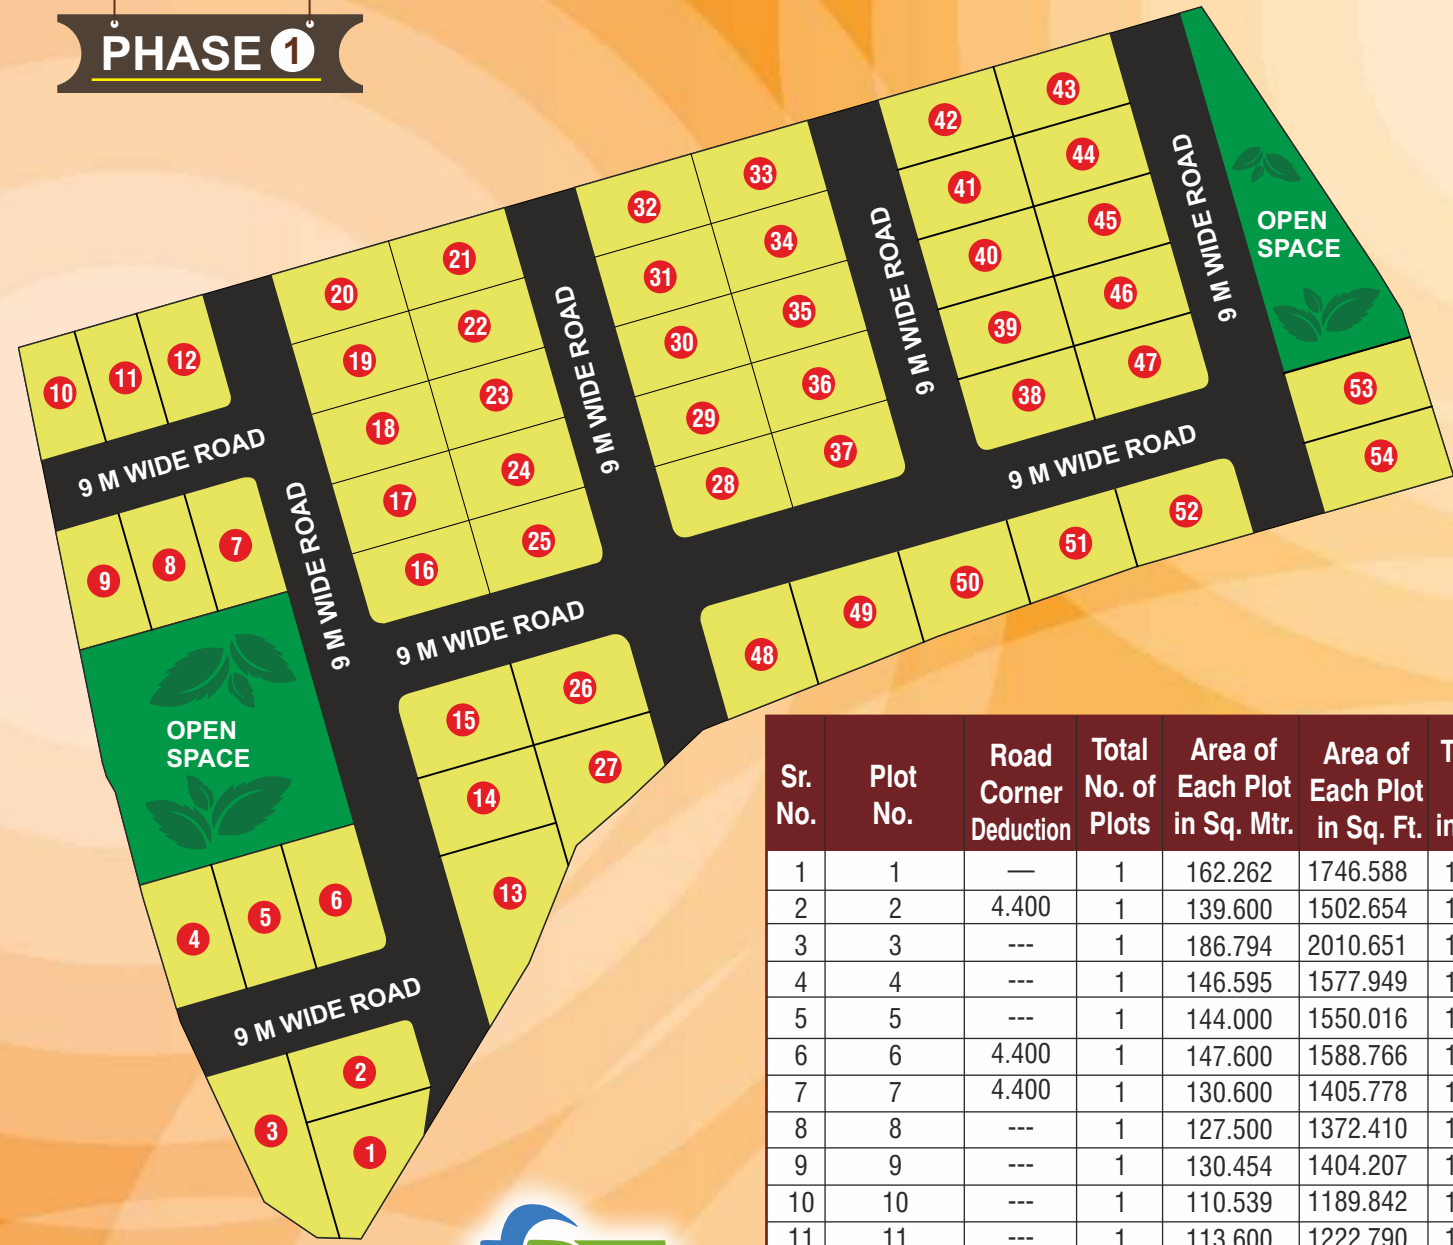 PHASE 1
43
42
44
33
41
32
9 M WIDE ROAD
45
OPEN
SPACE
34
21
40
31
9 M WIDE ROAD
46
20
35
39
22
30
9 M WIDE ROAD
12
19
47
11
36
53
10
23
38
29
18
37
9 M WIDE ROAD
54
9 M WIDE ROAD
24
28
17
52
7
25
51
8
16
9 M WIDE ROAD
50
9
49
9 M WIDE ROAD
48
26
15
OPEN
SPACE
27
14
13
6
5
4
9 M WIDE ROAD
2
3
1
Sr. No. Plot No. Road Corner Deduction Total No. of Plots Area of Each Plot in Sq. Mtr. Area of Each Plot in Sq. Ft.
1 1 — 1 162.262 1746.588
2 2 4.400 1 139.600 1502.654
3 3 --- 1 186.794 2010.651
4 4 --- 1 146.595 1577.949
5 5 --- 1 144.000 1550.016
6 6 4.400 1 147.600 1588.766
7 7 4.400 1 130.600 1405.778
8 8 --- 1 127.500 1372.410
9 9 --- 1 130.454 1404.207
10 10 --- 1 110.539 1189.842
11 11 --- 1 113.600 1222.790